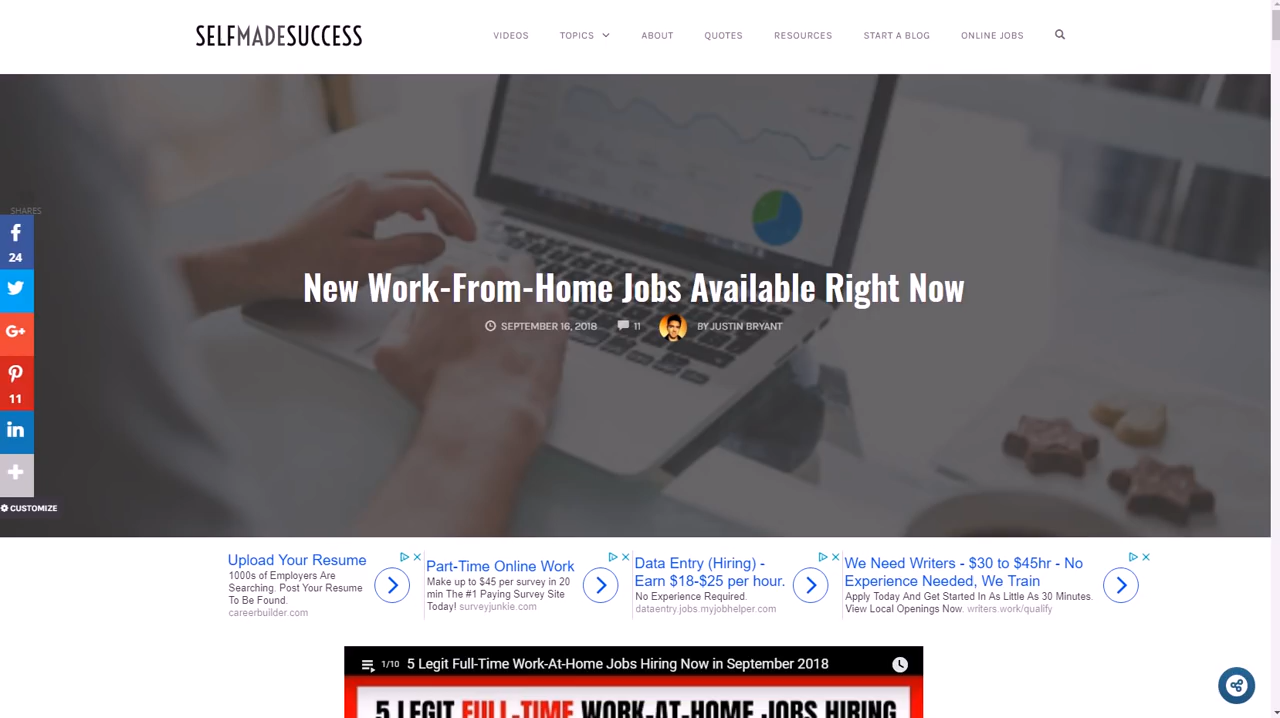 SELFMADESUCCESS
VIDEOS
TOPICS
ABOUT
QUOTES
RESOURCES
START A BLOG
ONLINE JOBS
SHARES
24
11
CUSTOMIZE
New Work-From-Home Jobs Available Right Now
SEPTEMBER 16, 2018
11
BY JUSTIN BRYANT
Upload Your Resume
1000s of Employers Are
Searching. Post Your Resume
To Be Found.
careerbuilder.com
Part-Time Online Work
Make up to $45 per survey in 20
min The #1 Paying Survey Site
Today! surveyjunkie.com
Data Entry (Hiring) -
Earn $18-$25 per hour.
No Experience Required.
dataentry.jobs.myjobhelper.com
We Need Writers - $30 to $45hr - No
Experience Needed, We Train
Apply Today And Get Started In As Little As 30 Minutes.
View Local Openings Now. writers.work/qualify
1/10 5 Legit Full-Time Work-At-Home Jobs Hiring Now in September 2018
5 LEGIT FULL-TIME WORK-AT-HOME JOBS HIRING